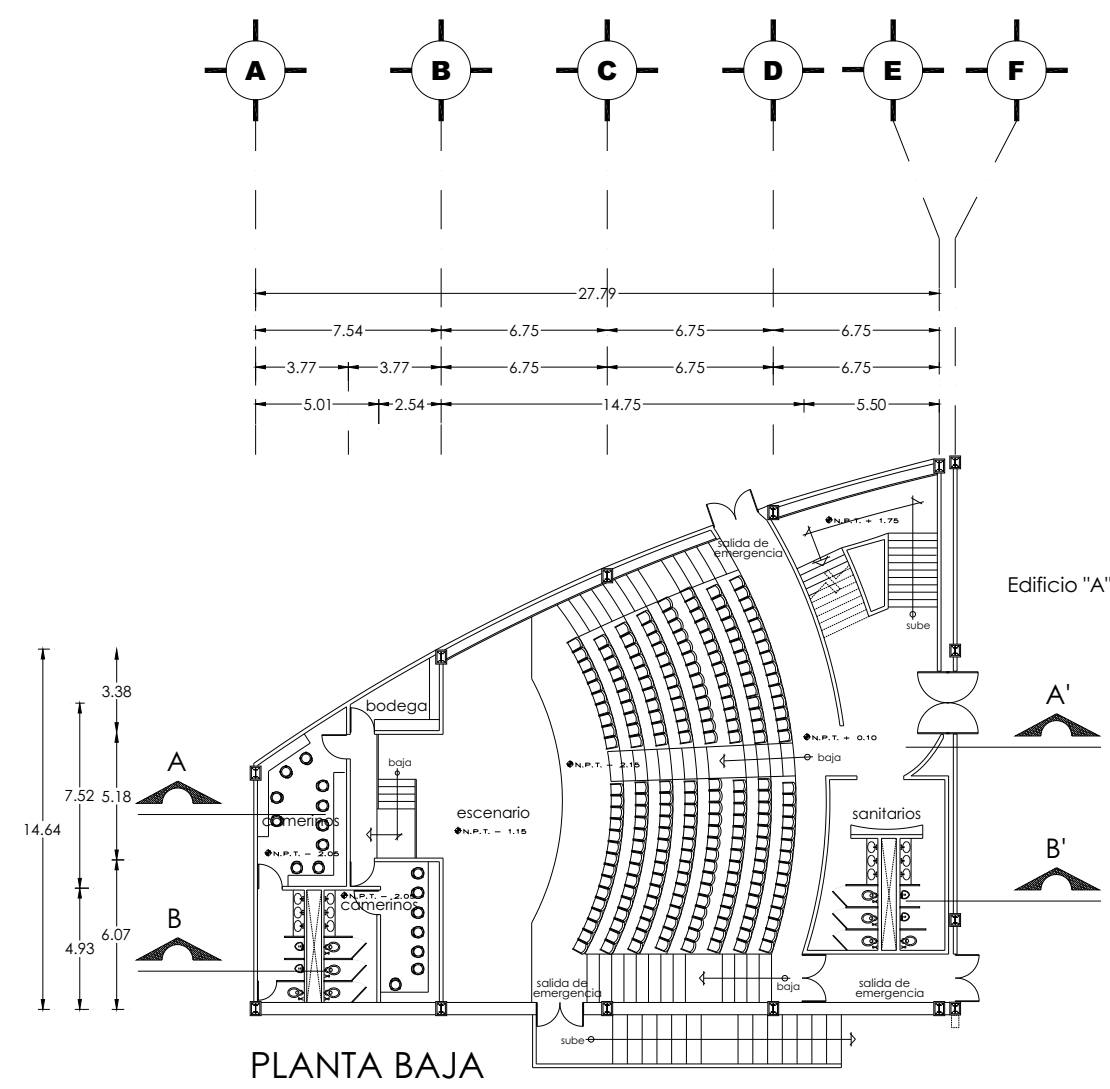 A B C D E F
27.79
7.54 6.75 6.75 6.75
3.77 3.77 6.75 6.75 6.75
5.01 2.54 14.75 5.50
N.P.T. + 1.75
salida de
emergencia
Edificio "A"
sube
3.38
bodega
A'
N.P.T. + 0.10
baja
baja
N.P.T. - 2.15
A
7.52 5.18
escenario
sanitarios
14.64
camerinos
N.P.T. - 1.15
N.P.T. - 2.05
B'
N.P.T. - 2.05
camerinos
B
4.93 6.07
salida de
emergencia
baja
salida de
emergencia
sube
PLANTA BAJA